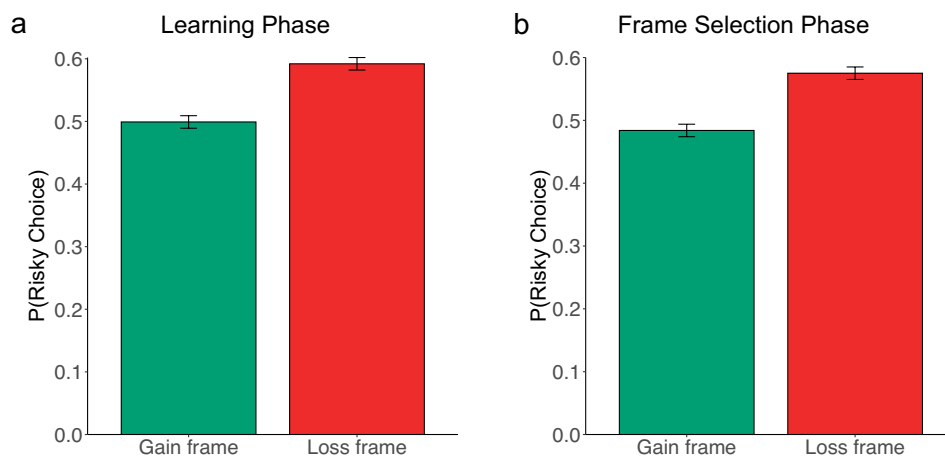 a
Learning Phase
P(Risky Choice)
0.6
0.5
0.4
0.3
0.2
0.1
0.0
Gain frame
Loss frame
b
Frame Selection Phase
P(Risky Choice)
0.6
0.5
0.4
0.3
0.2
0.1
0.0
Gain frame
Loss frame